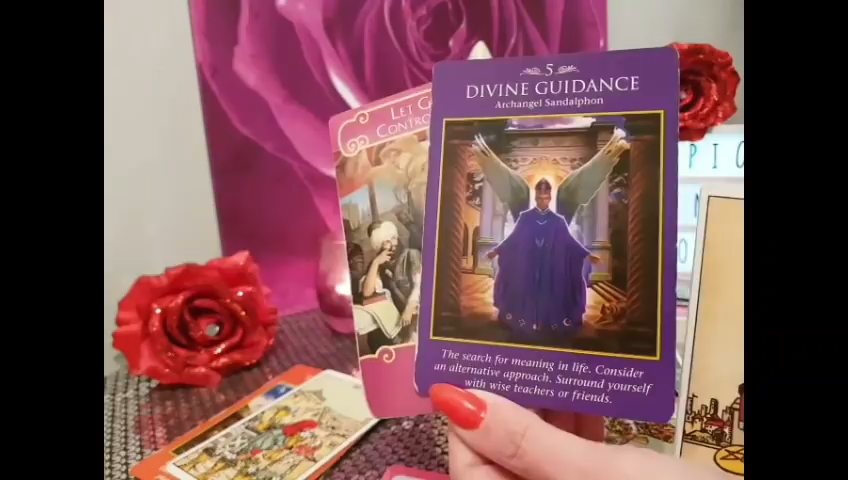 5
DIVINE GUIDANCE
Archangel Sandalphon
The search for meaning in life. Consider
an alternative approach. Surround yourself
with wise teachers or friends.
LET
P I